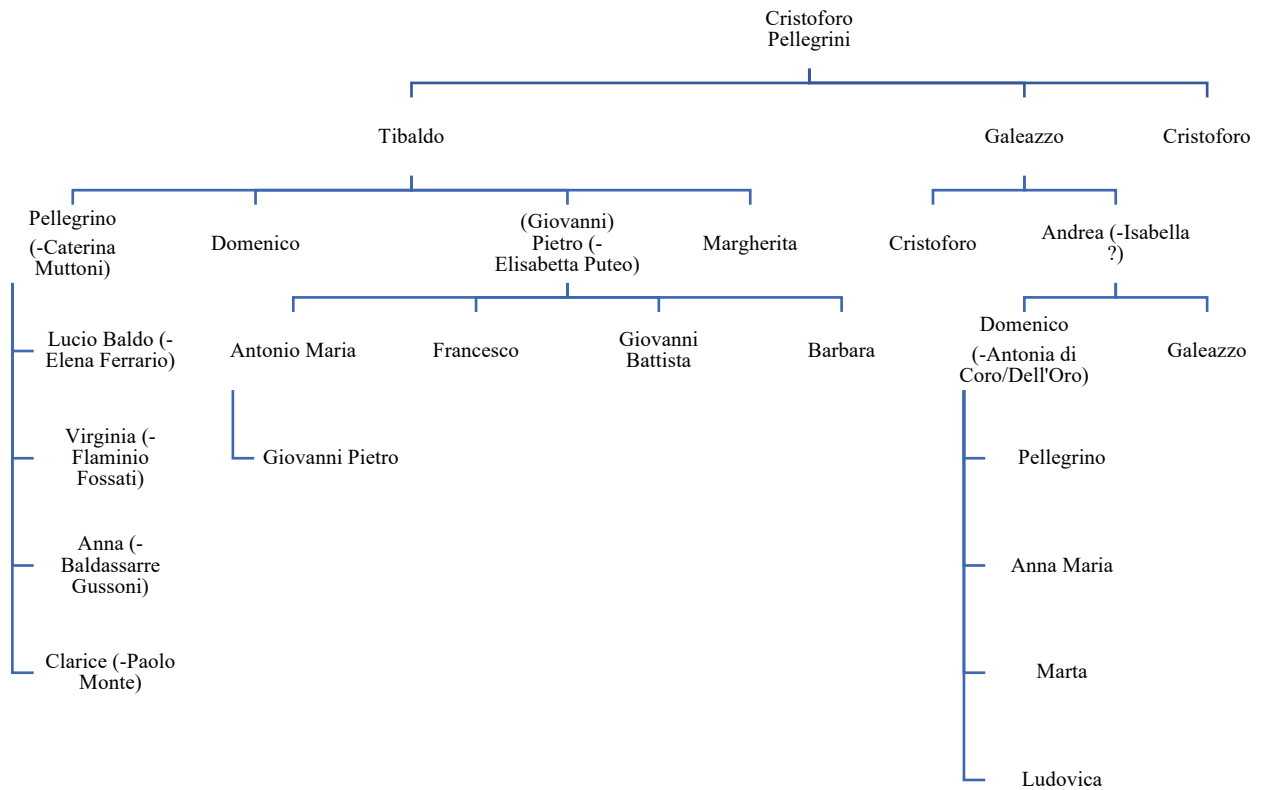 Cristoforo
Pellegrini
Tibaldo
Galeazzo
Cristoforo
Pellegrino
(-Caterina
Muttoni)
Domenico
(Giovanni)
Pietro (-
Elisabetta Puteo)
Margherita
Cristoforo
Andrea (-Isabella
?)
Lucio Baldo (-
Elena Ferrario)
Antonio Maria
Francesco
Giovanni
Battista
Barbara
Domenico
(-Antonia di
Coro/Dell'Oro)
Galeazzo
Virginia (-
Flaminio
Fossati)
Giovanni Pietro
Pellegrino
Anna (-
Baldassarre
Gussoni)
Anna Maria
Clarice (-Paolo
Monte)
Marta
Ludovica